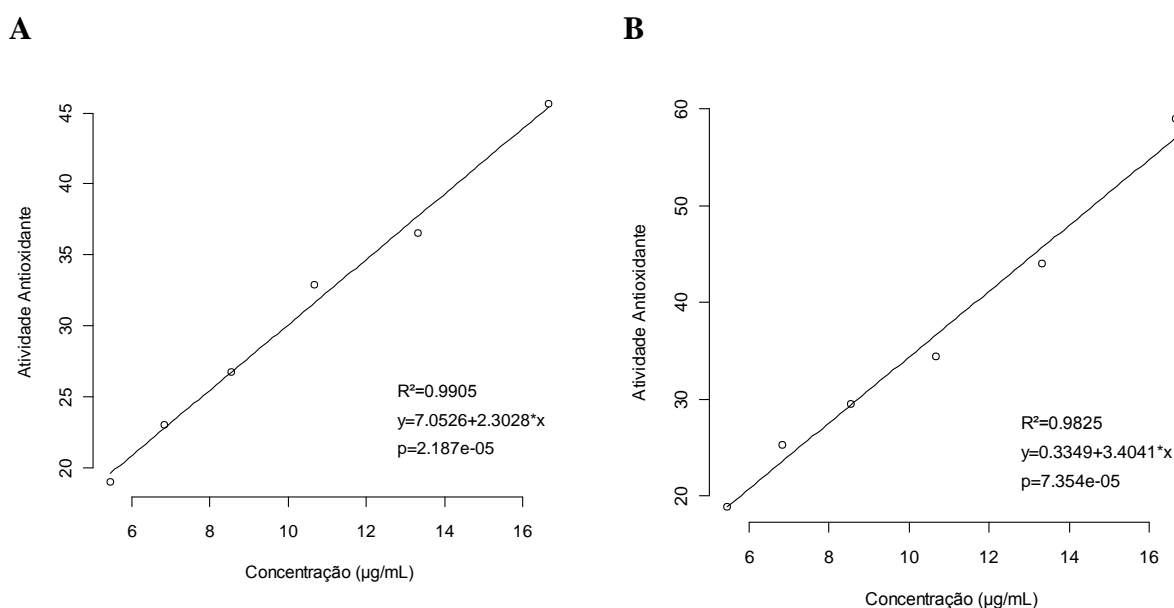 A
45
40
35
30
25
20
Atividade Antioxidante
R²=0.9905
y=7.0526+2.3028*x
p=2.187e-05
6 8 10 12 14 16
Concentração (µg/mL)
B
60
50
40
30
20
Atividade Antioxidante
R²=0.9825
y=0.3349+3.4041*x
p=7.354e-05
6 8 10 12 14 16
Concentração (µg/mL)